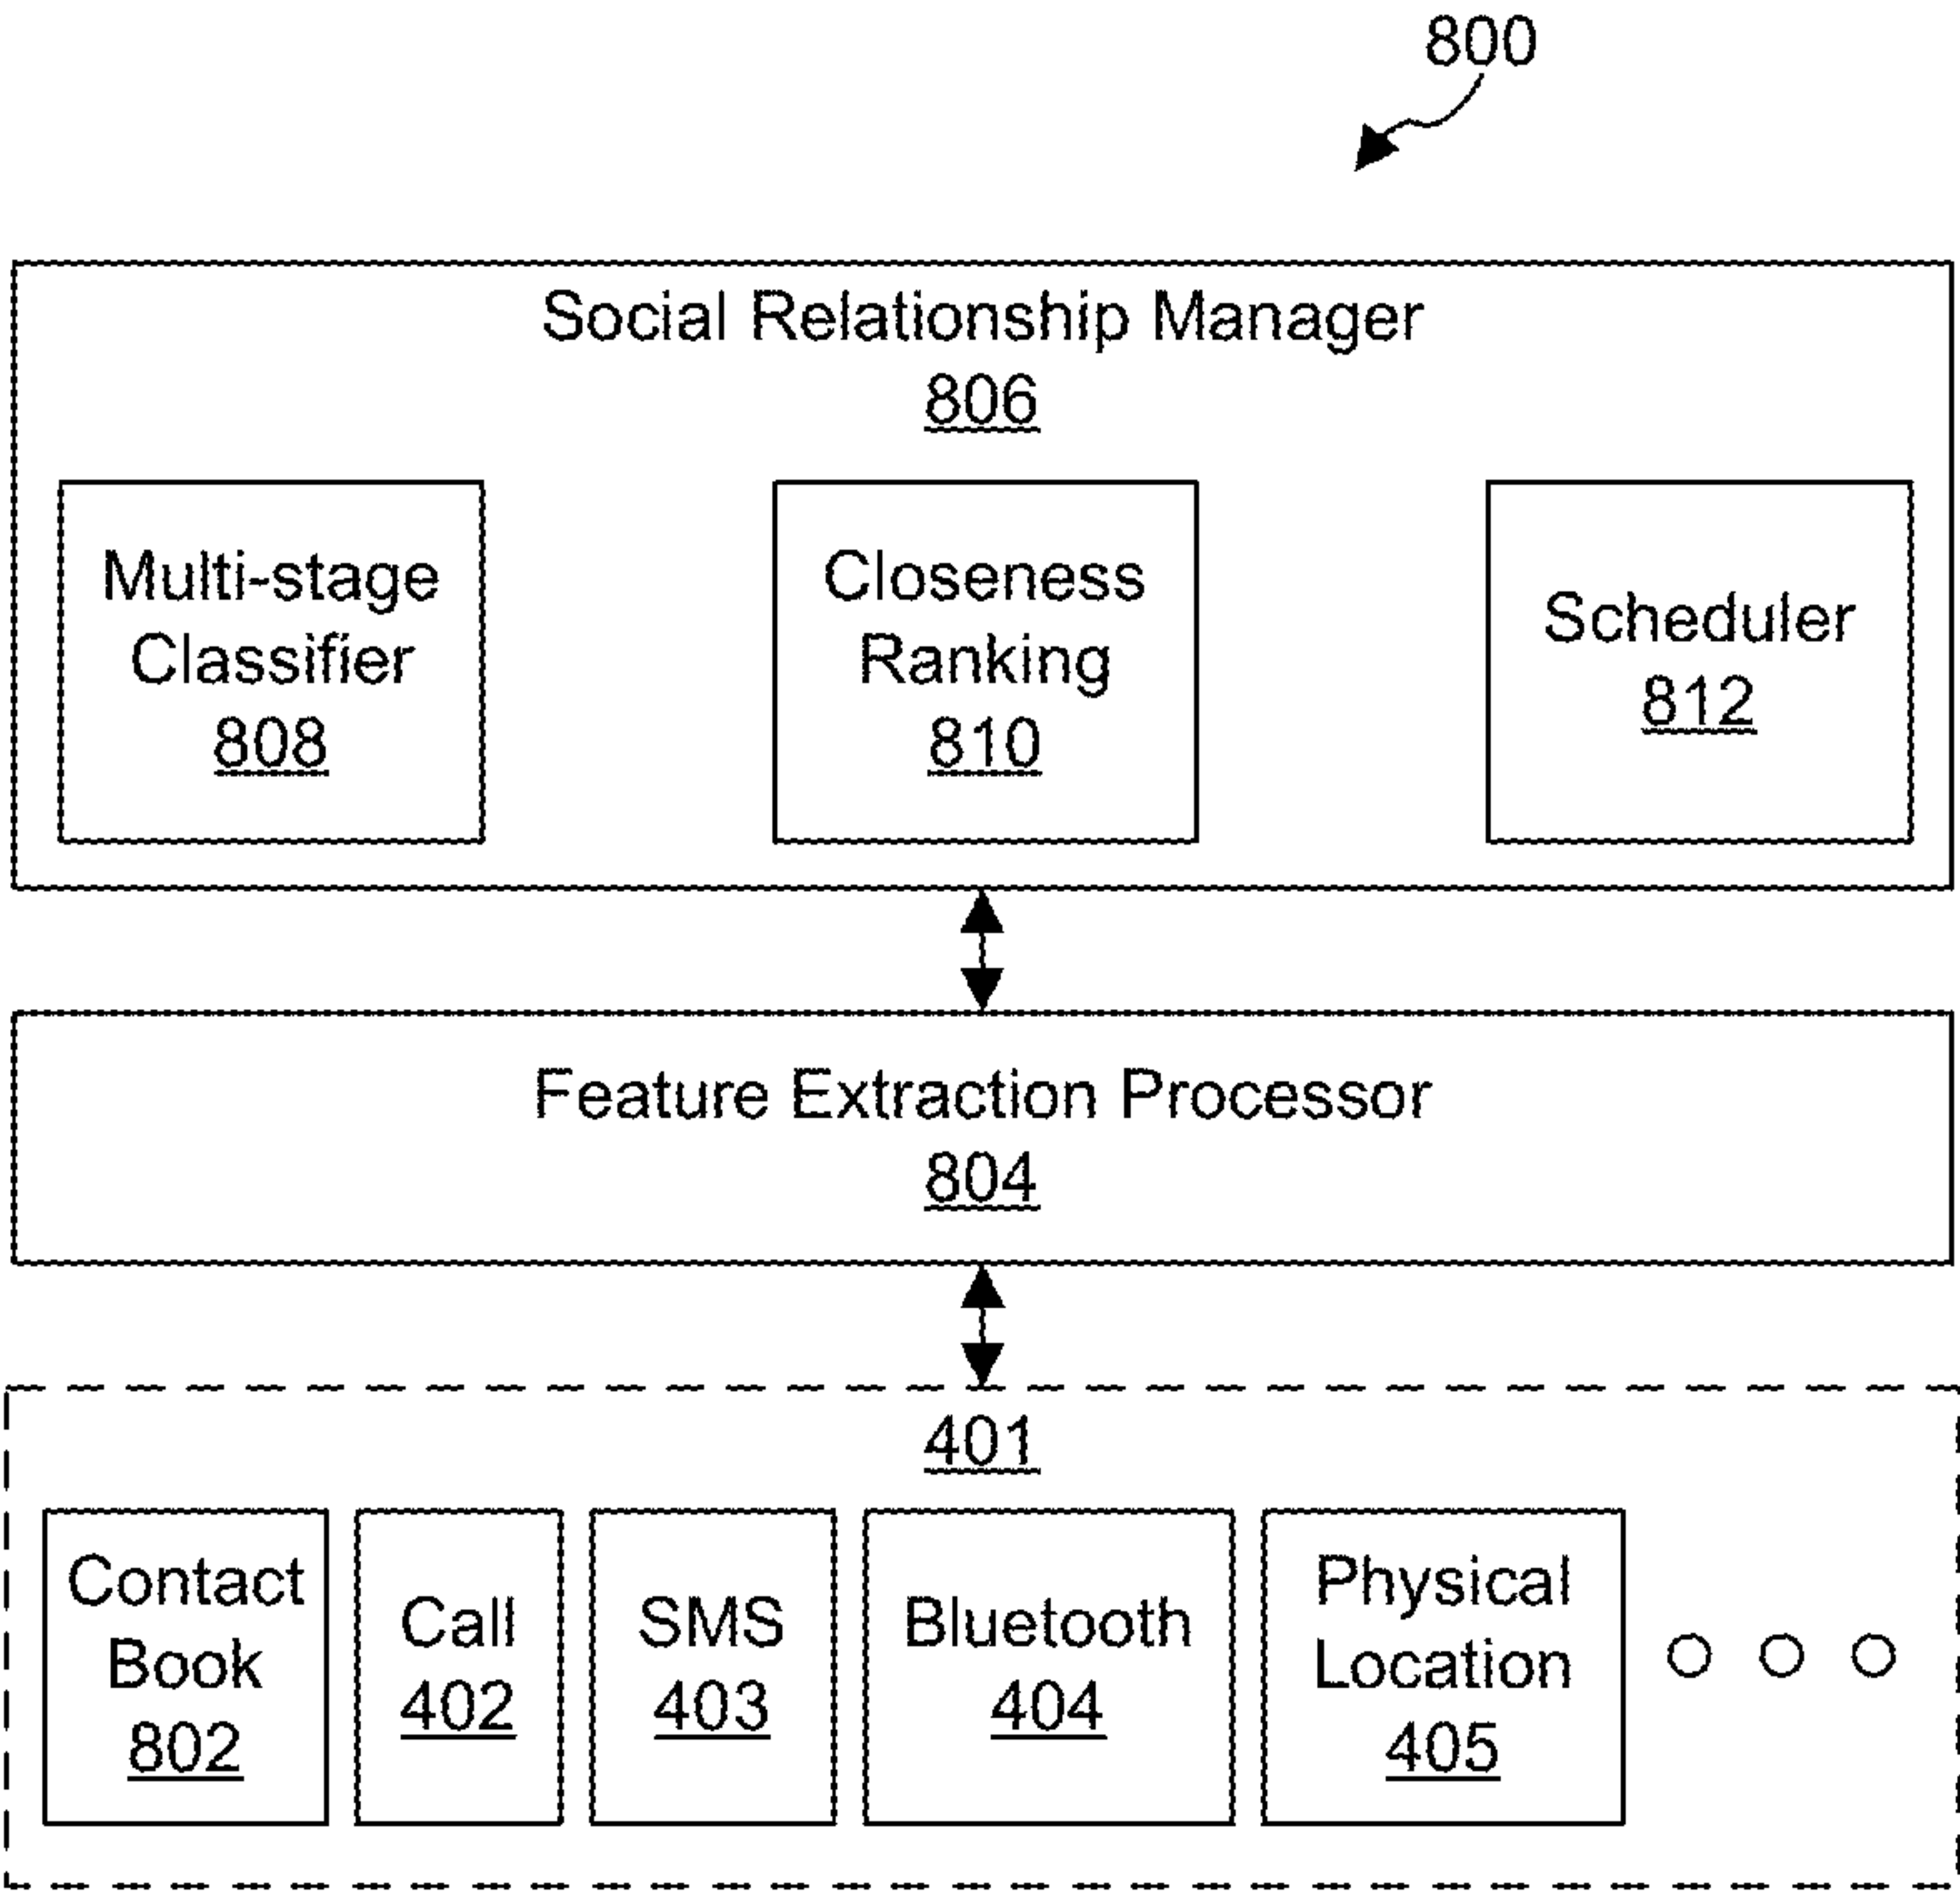 800
Social Relationship Manager
806
Multi-stage
Classifier
808
Closeness
Ranking
810
Scheduler
812
Feature Extraction Processor
804
401
Contact
Book
802
Call
402
SMS
403
Bluetooth
404
Physical
Location
405